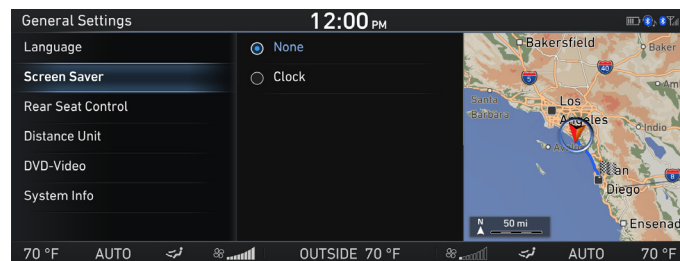 General Settings
12:00 PM
Language
Screen Saver
Rear Seat Control
Distance Unit
DVD-Video
System Info
None
Clock
Bakersfield
Baker
40
5
Santa
Barbara
Los
Angeles
Indio
8
Diego
Ensenad
N
50 mi
70 °F
AUTO
OUTSIDE 70 °F
AUTO
70 °F